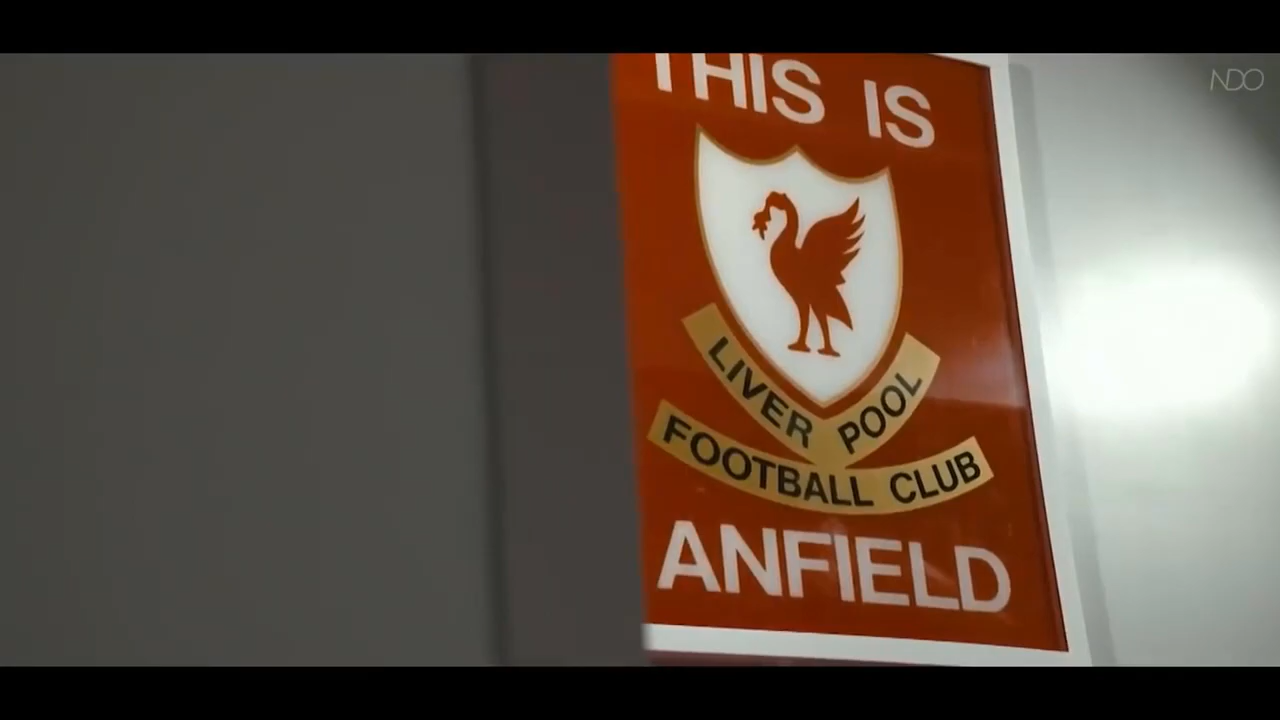 NDO
THIS IS
LIVER POOL
FOOTBALL CLUB
ANFIELD